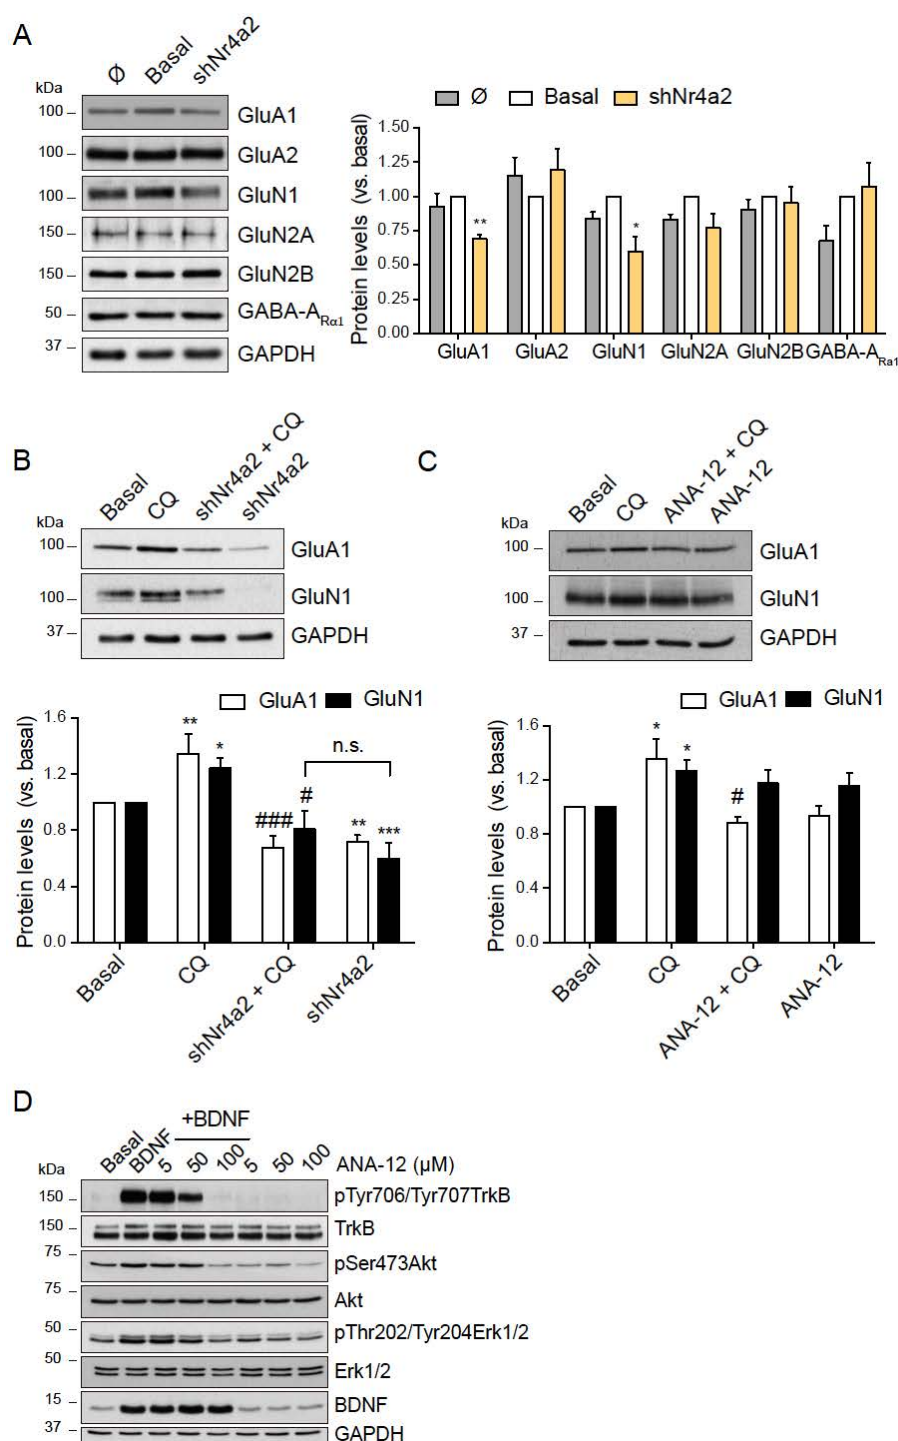 A
Ø Basal shNr4a2
kDa
100 GluA1
100 GluA2
100 GluN1
150 GluN2A
150 GluN2B
50 GABA-A Rα1
37 GAPDH
Ø Basal shNr4a2
Protein levels (vs. basal)
1.50
1.25
1.00
0.75
0.50
0.25
0.00
** *
GluA1 GluA2 GluN1 GluN2A GluN2B GABA-A Ra1
B
Basal CQ shNr4a2 + CQ shNr4a2
kDa
100 GluA1
100 GluN1
37 GAPDH
GluA1 GluN1
Protein levels (vs. basal)
1.6
1.2
0.8
0.4
0.0
** * ### # n.s. ** ***
Basal CQ shNr4a2 + CQ shNr4a2
C
Basal CQ ANA-12 + CQ ANA-12
kDa
100 GluA1
100 GluN1
37 GAPDH
GluA1 GluN1
Protein levels (vs. basal)
1.6
1.2
0.8
0.4
0.0
* * #
Basal CQ ANA-12 + CQ ANA-12
D
+BDNF
Basal BDNF 5 50 100 5 50 100 ANA-12 (µM)
kDa
150 pTyr706/Tyr707TrkB
150 TrkB
75 pSer473Akt
75 Akt
50 pThr202/Tyr204Erk1/2
50 Erk1/2
15 BDNF
37 GAPDH